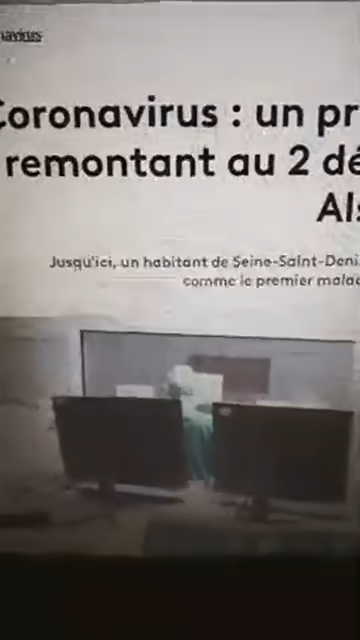 navirus
Coronavirus : un pr
remontant au 2 dé
Als
Jusqu'ici, un habitant de Seine-Saint-Deni
comme le premier malad